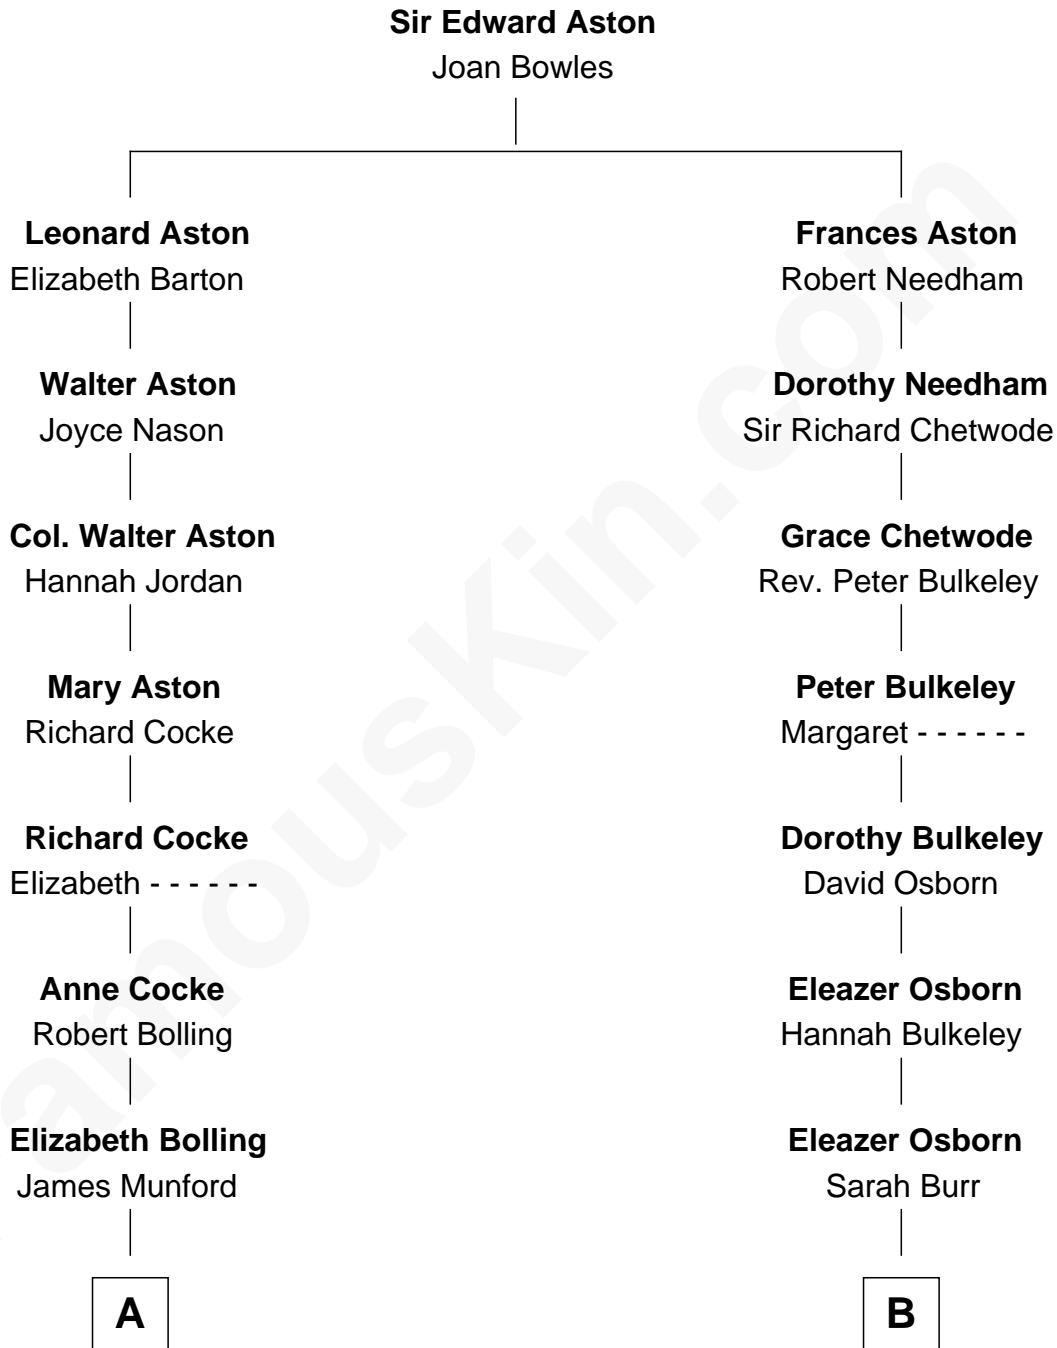 Sir Edward Aston
Joan Bowles
Leonard Aston
Elizabeth Barton
Frances Aston
Robert Needham
Walter Aston
Joyce Nason
Dorothy Needham
Sir Richard Chetwode
Col. Walter Aston
Hannah Jordan
Grace Chetwode
Rev. Peter Bulkeley
Mary Aston
Richard Cocke
Peter Bulkeley
Margaret - - - - - -
Richard Cocke
Elizabeth - - - - - -
Dorothy Bulkeley
David Osborn
Anne Cocke
Robert Bolling
Eleazer Osborn
Hannah Bulkeley
Elizabeth Bolling
James Munford
Eleazer Osborn
Sarah Burr
A
B
amouskin.com